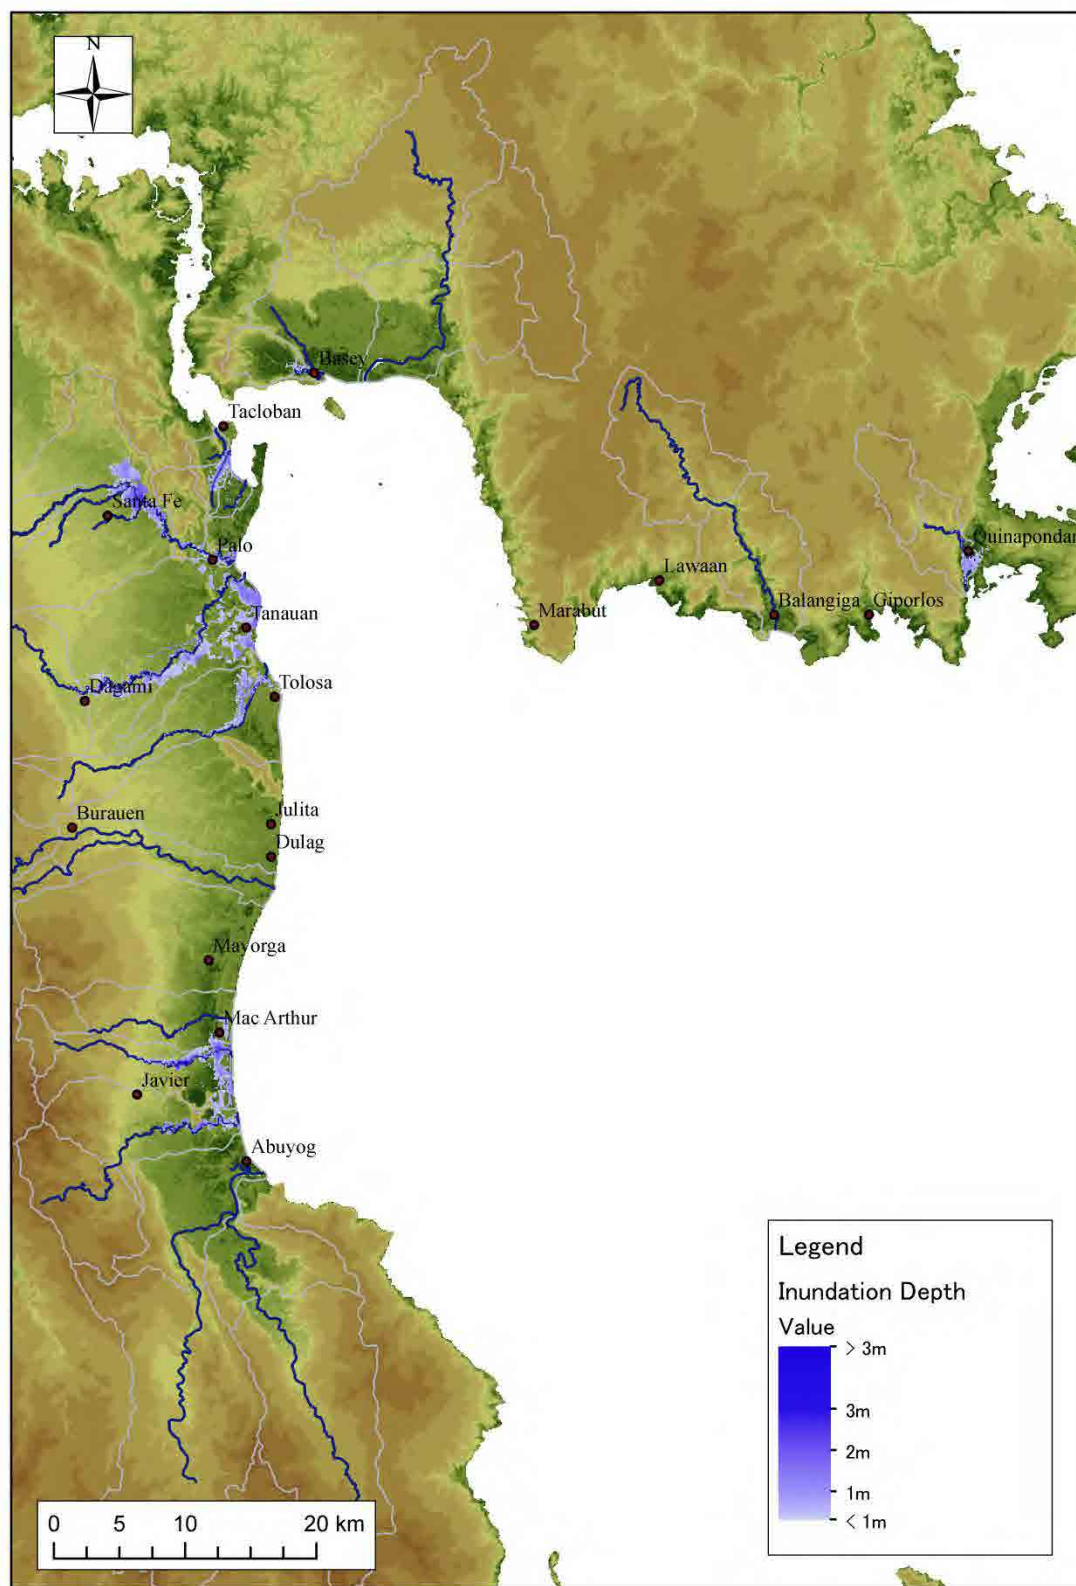 N
Basey
Tacloban
Santa Fe
Palo
Quinapondan
Lawaan
Marabut
Balangiga
Giporlos
Tanauan
Dagami
Tolosa
Burauen
Julita
Dulag
Mayorga
Mac Arthur
Javier
Abuyog
Legend
Inundation Depth
Value
> 3m
3m
2m
1m
< 1m
0 5 10 20 km